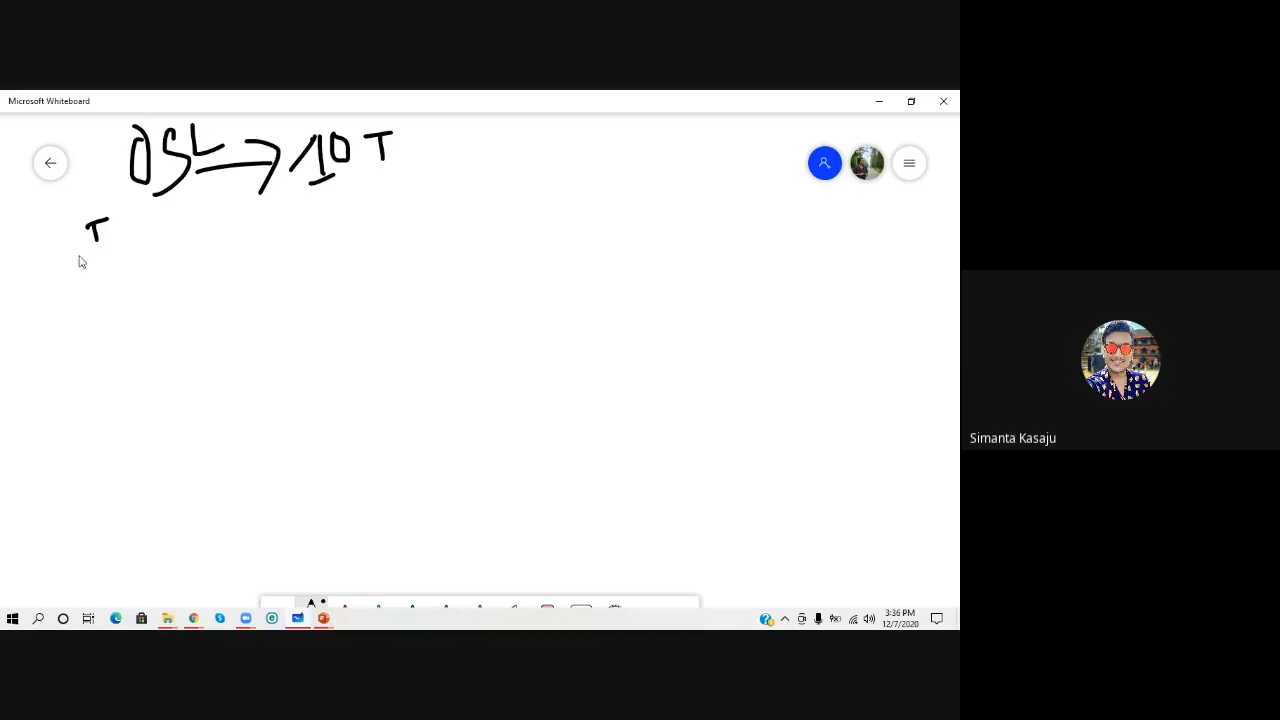 Microsoft Whiteboard
OSL → 10 T
T
Simanta Kasaju
3:36 PM
12/7/2020